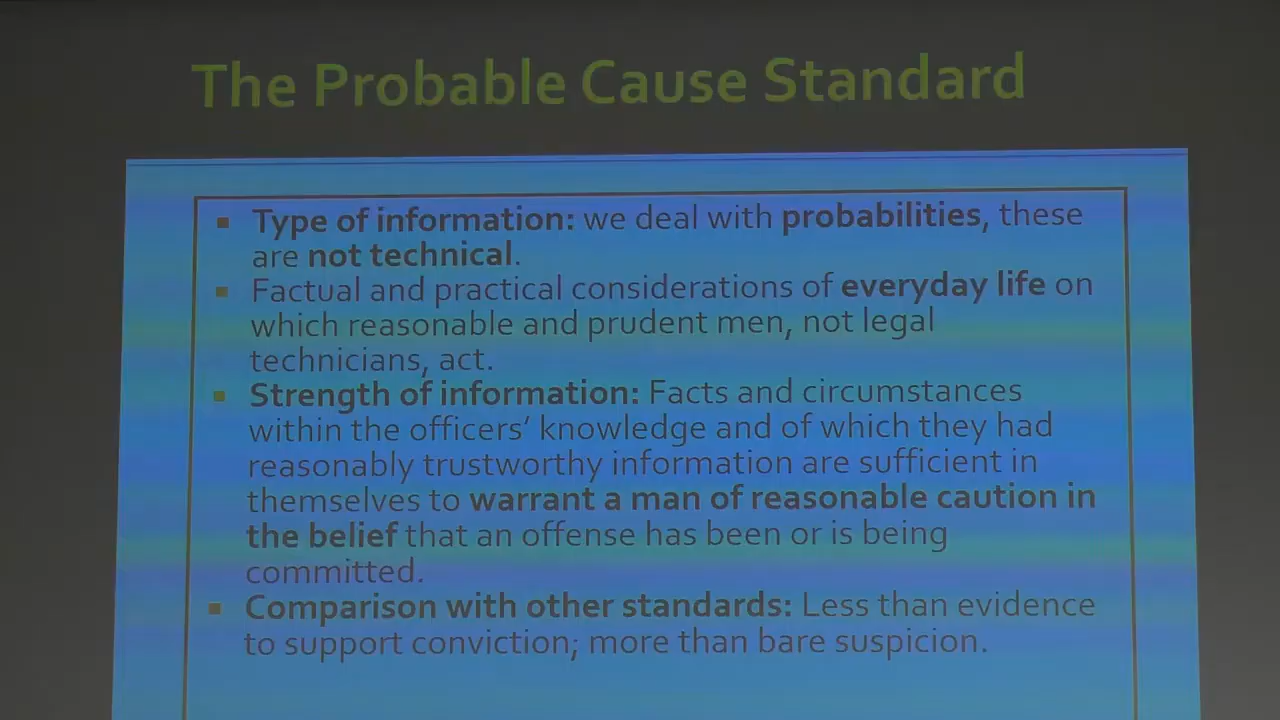 The Probable Cause Standard
Type of information: we deal with probabilities, these
are not technical.
Factual and practical considerations of everyday life on
which reasonable and prudent men, not legal
technicians, act.
Strength of information: Facts and circumstances
within the officers’ knowledge and of which they had
reasonably trustworthy information are sufficient in
themselves to warrant a man of reasonable caution in
the belief that an offense has been or is being
committed.
Comparison with other standards: Less than evidence
to support conviction; more than bare suspicion.